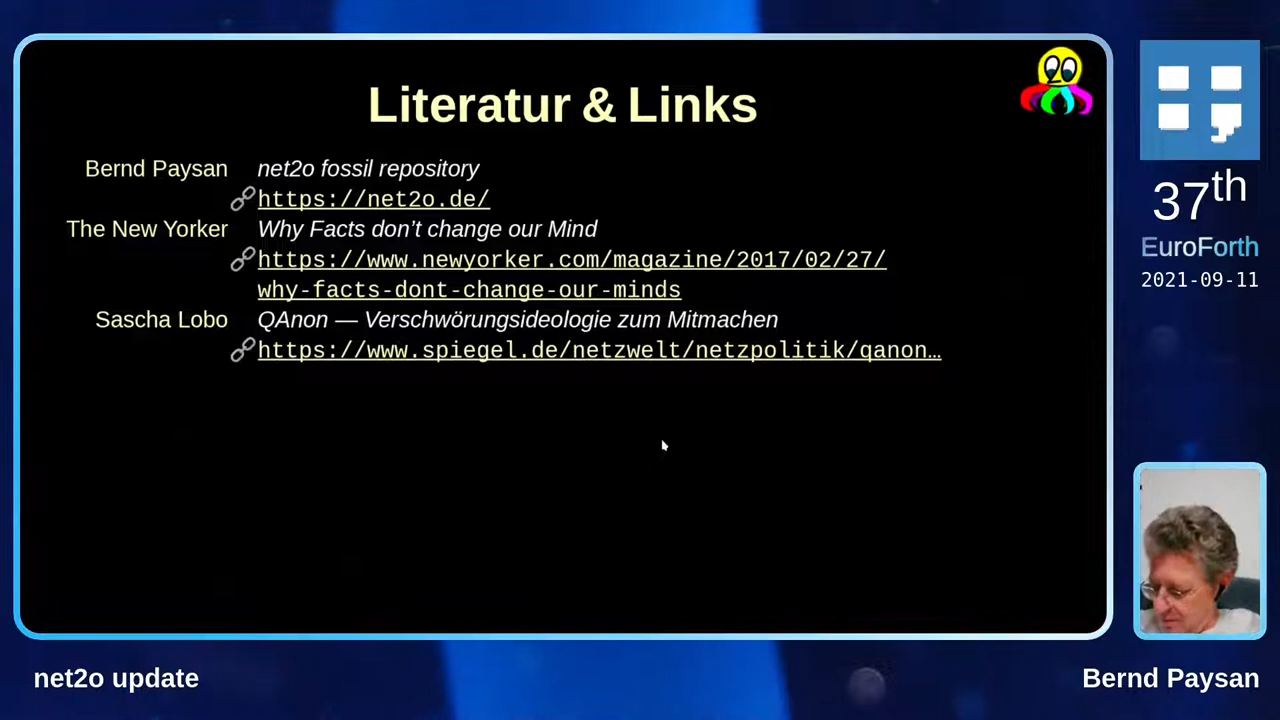 Literatur & Links
Bernd Paysan net2o fossil repository
https://net2o.de/
The New Yorker Why Facts don’t change our Mind
https://www.newyorker.com/magazine/2017/02/27/
why-facts-dont-change-our-minds
Sascha Lobo QAnon — Verschwörungsideologie zum Mitmachen
https://www.spiegel.de/netzwelt/netzpolitik/qanon…
37th
EuroForth
2021-09-11
net2o update
Bernd Paysan